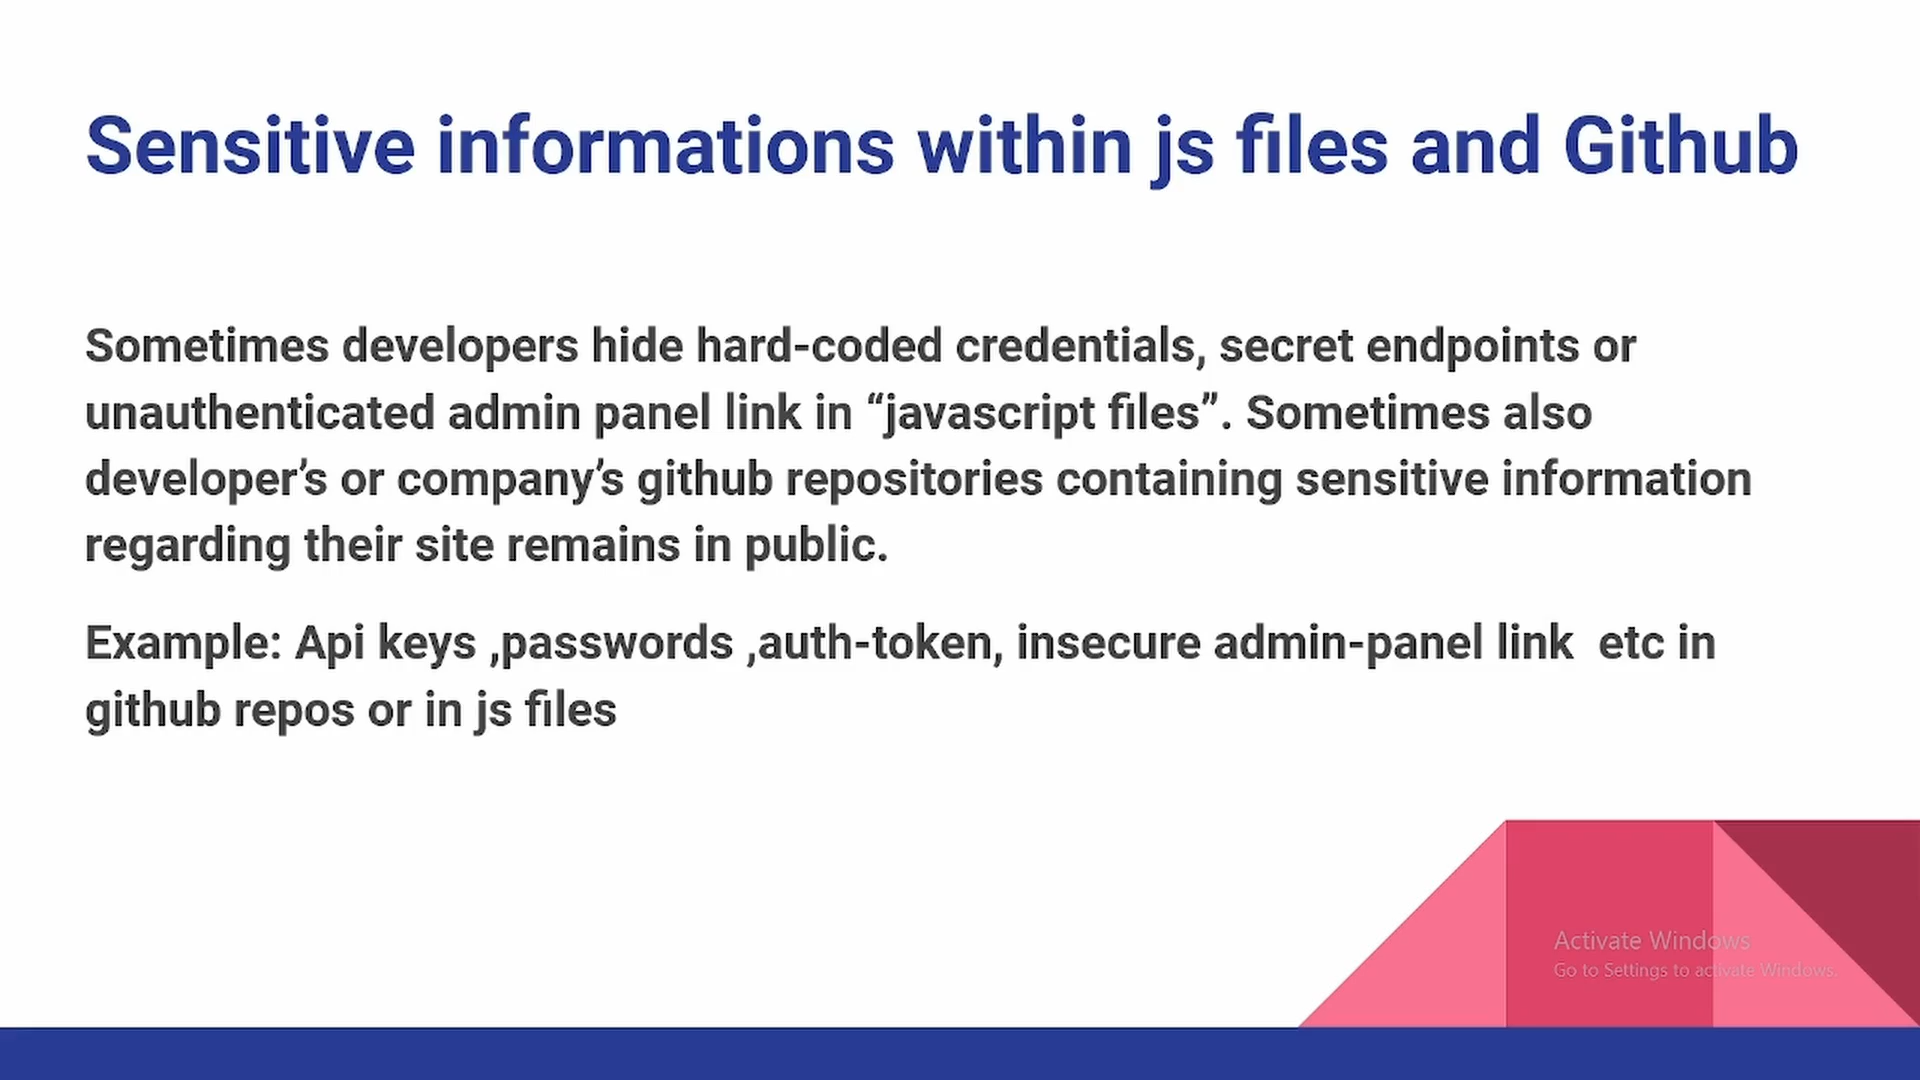 Sensitive informations within js files and Github
Sometimes developers hide hard-coded credentials, secret endpoints or
unauthenticated admin panel link in “javascript files”. Sometimes also
developer’s or company’s github repositories containing sensitive information
regarding their site remains in public.
Example: Api keys ,passwords ,auth-token, insecure admin-panel link  etc in
github repos or in js files
Activate Windows
Go to Settings to activate Windows.